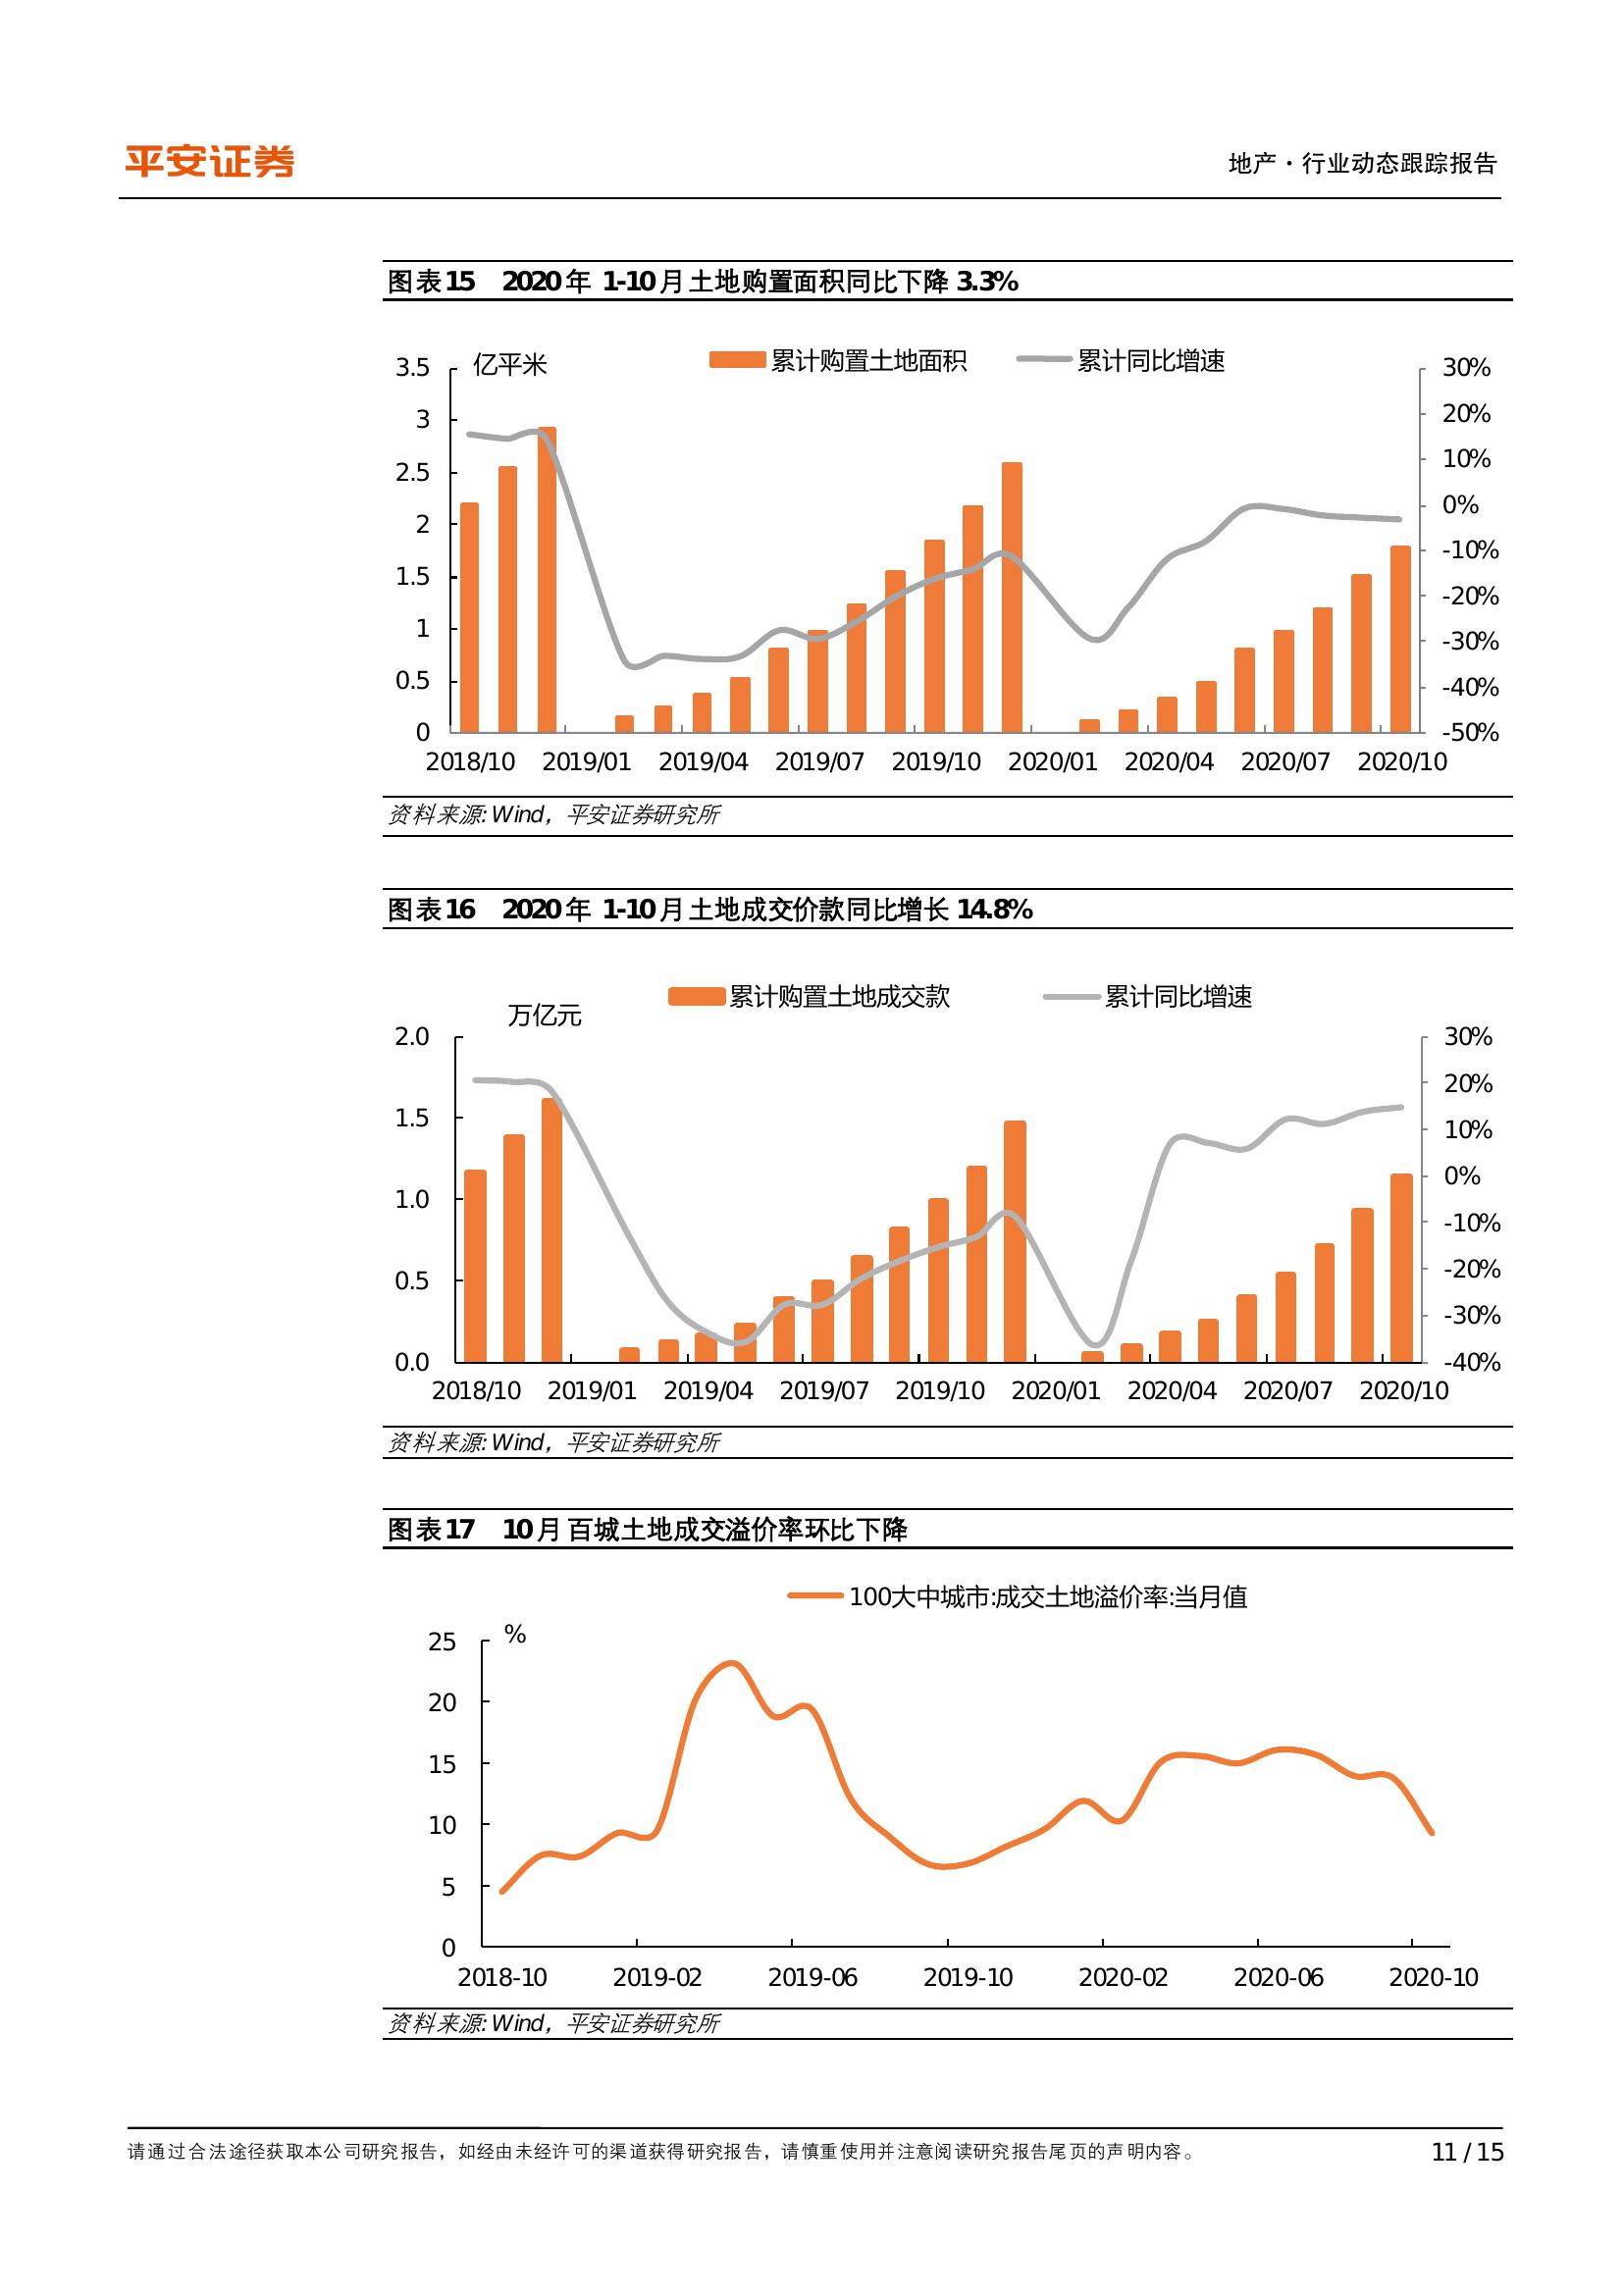 平安证券
地产·行业动态跟踪报告
图表15 2020年 1-10月土地购置面积同比下降 3.3%
亿平米
累计购置土地面积
累计同比增速
3.5
3
2.5
2
1.5
1
0.5
0
30%
20%
10%
0%
-10%
-20%
-30%
-40%
-50%
2018/10 2019/01 2019/04 2019/07 2019/10 2020/01 2020/04 2020/07 2020/10
资料来源: Wind，平安证券研究所
图表16 2020年 1-10月土地成交价款同比增长 14.8%
累计购置土地成交款
累计同比增速
万亿元
2.0
1.5
1.0
0.5
0.0
30%
20%
10%
0%
-10%
-20%
-30%
-40%
2018/10 2019/01 2019/04 2019/07 2019/10 2020/01 2020/04 2020/07 2020/10
资料来源: Wind，平安证券研究所
图表17 10月百城土地成交溢价率环比下降
100大中城市:成交土地溢价率:当月值
%
25
20
15
10
5
0
2018-10 2019-02 2019-06 2019-10 2020-02 2020-06 2020-10
资料来源: Wind，平安证券研究所
请通过合法途径获取本公司研究报告，如经由未经许可的渠道获得研究报告，请慎重使用并注意阅读研究报告尾页的声明内容。
11 / 15